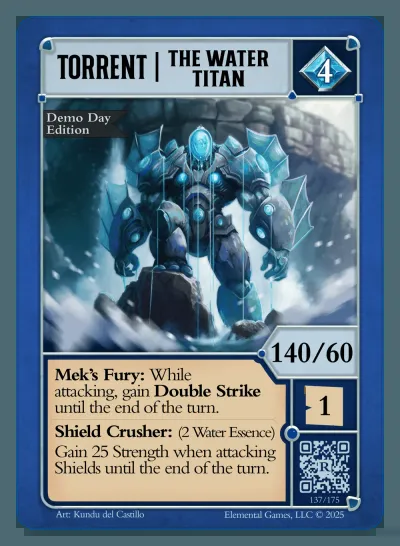 TORRENT | THE WATER
TITAN
4
Demo Day
Edition
140/60
Mek's Fury: While
attacking, gain Double Strike
until the end of the turn.
1
Shield Crusher: (2 Water Essence)
Gain 25 Strength when attacking
Shields until the end of the turn.
R
137/175
Art: Kundu del Castillo
Elemental Games, LLC © 2025